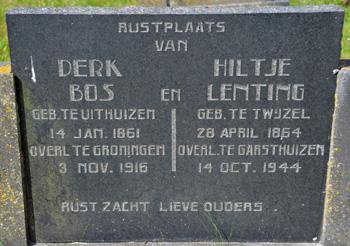 RUSTPLAATS
VAN
DERK HILTJE
BOS EN LENTING
GEB. TE UITHUIZEN GEB. TE TWIJZEL
14 JAN. 1861 28 APRIL 1864
OVERL. TE GRONINGEN OVERL. TE GARSTHUIZEN
3 NOV. 1916 14 OCT. 1944
RUST ZACHT LIEVE OUDERS.